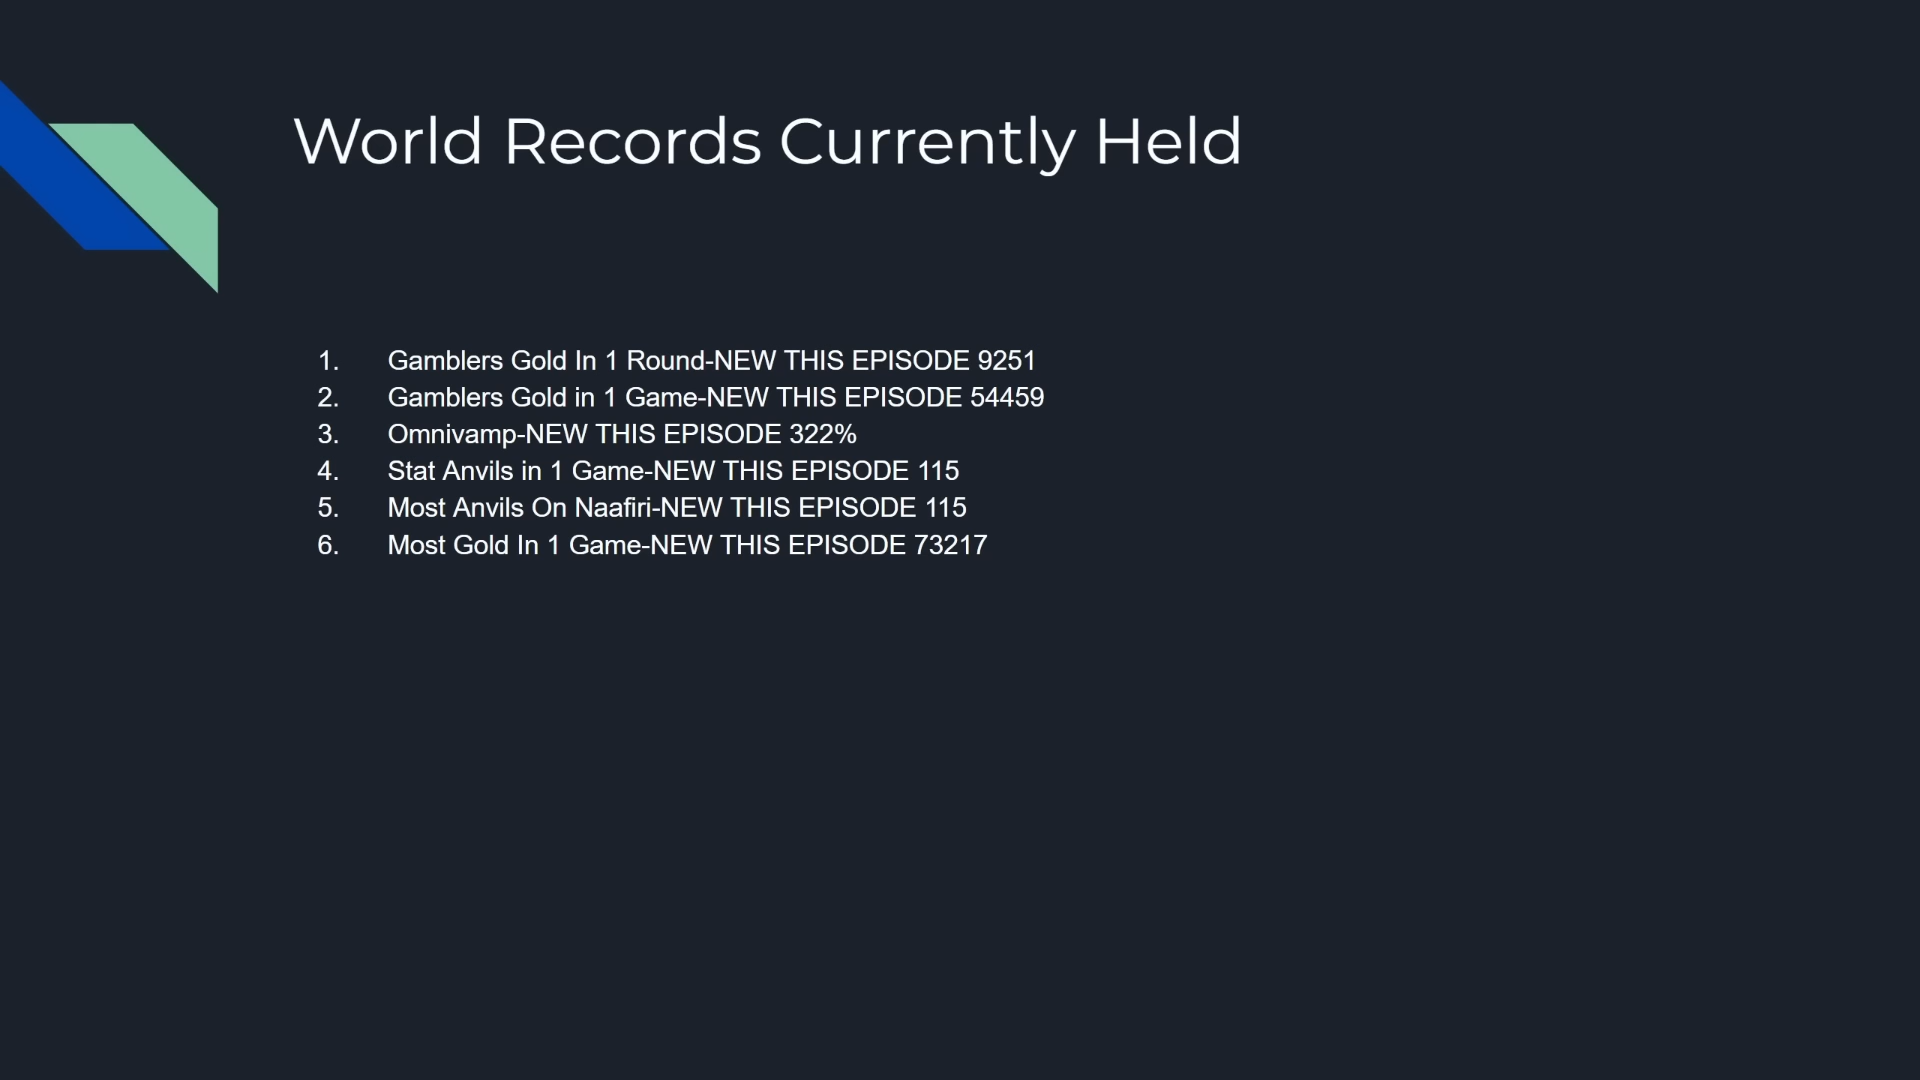 World Records Currently Held
1. Gamblers Gold In 1 Round-NEW THIS EPISODE 9251
2. Gamblers Gold in 1 Game-NEW THIS EPISODE 54459
3. Omnivamp-NEW THIS EPISODE 322%
4. Stat Anvils in 1 Game-NEW THIS EPISODE 115
5. Most Anvils On Naafiri-NEW THIS EPISODE 115
6. Most Gold In 1 Game-NEW THIS EPISODE 73217